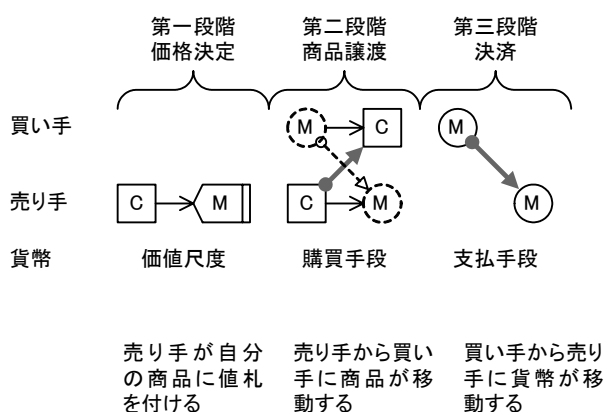 第一段階
価格決定
第二段階
商品譲渡
第三段階
決済
買い手
M
C
M
売り手
C
M
C
M
M
貨幣
価値尺度
購買手段
支払手段
売り手が自分
の商品に値札
を付ける
売り手から買い
手に商品が移
動する
買い手から売り
手に貨幣が移
動する